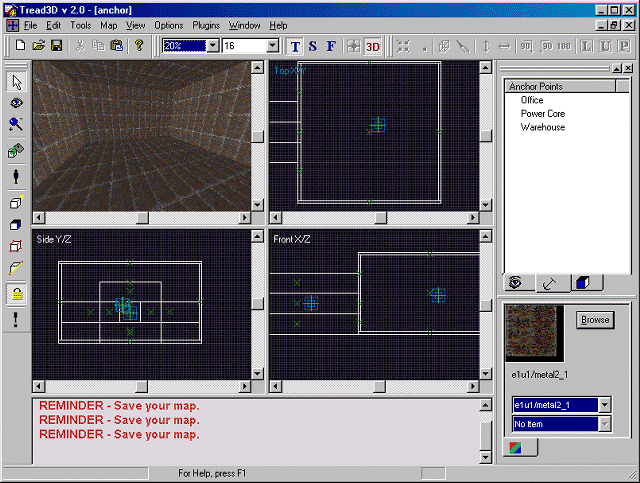 Tread3D v 2.0 - [anchor]
File Edit Tools Map View Options Plugins Window Help
20% 16 T S F 3D 90 180 L U P
Top X/Y
Anchor Points
Office
Power Core
Warehouse
Side Y/Z
Front X/Z
Browse
e1u1/metal2_1
e1u1/metal2_1
No Item
REMINDER - Save your map.
REMINDER - Save your map.
REMINDER - Save your map.
For Help, press F1